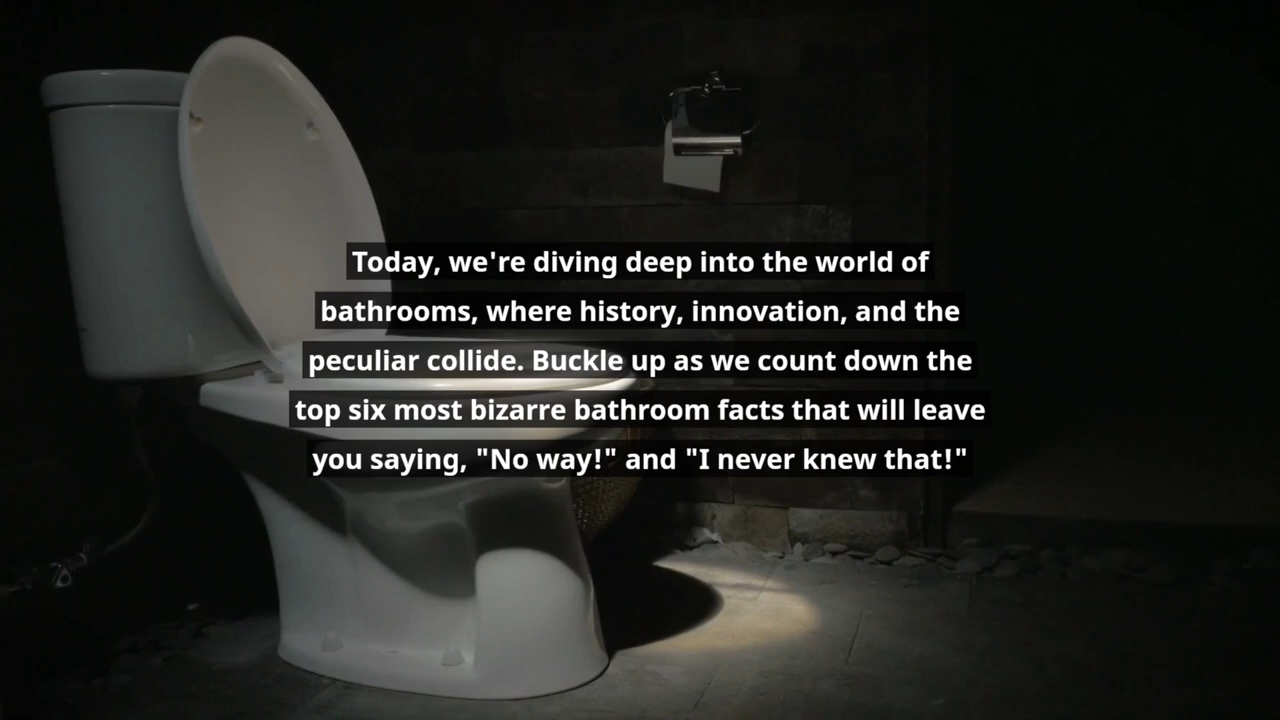 Today, we're diving deep into the world of
bathrooms, where history, innovation, and the
peculiar collide. Buckle up as we count down the
top six most bizarre bathroom facts that will leave
you saying, "No way!" and "I never knew that!"